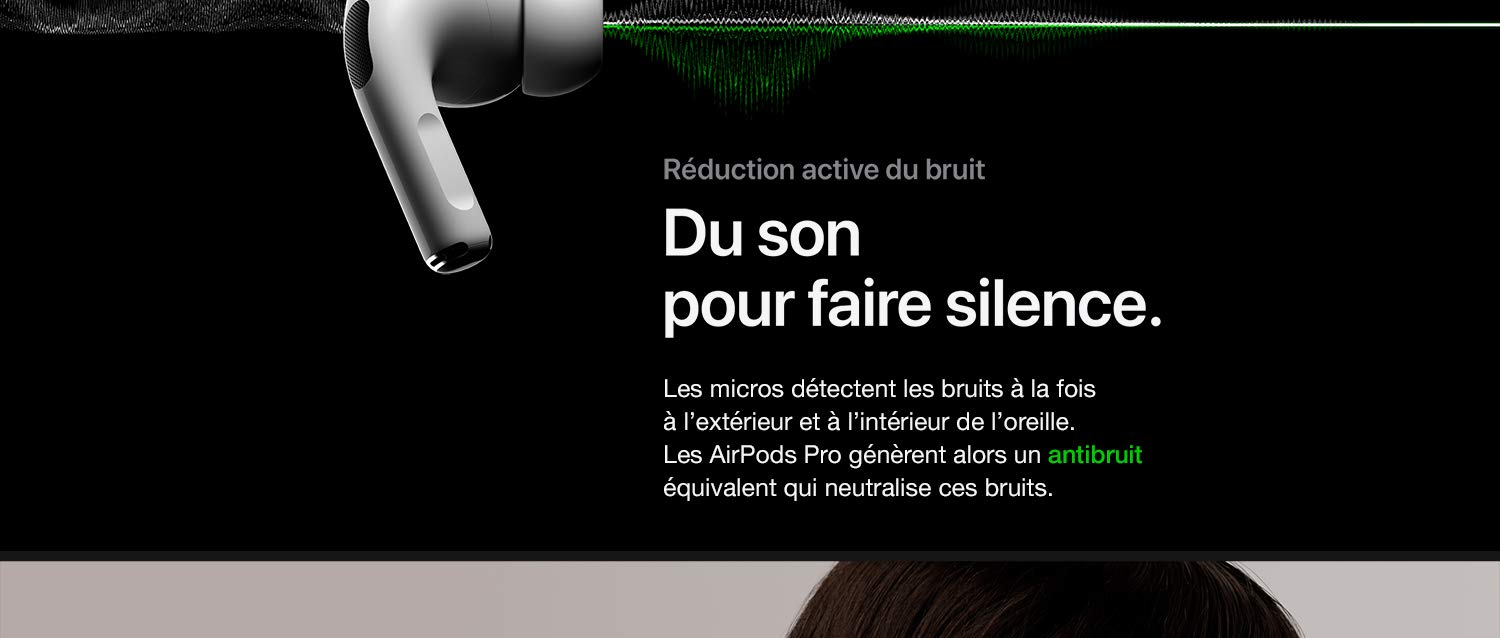 Réduction active du bruit
Du son
pour faire silence.
Les micros détectent les bruits à la fois
à l’extérieur et à l’intérieur de l’oreille.
Les AirPods Pro génèrent alors un antibruit
équivalent qui neutralise ces bruits.